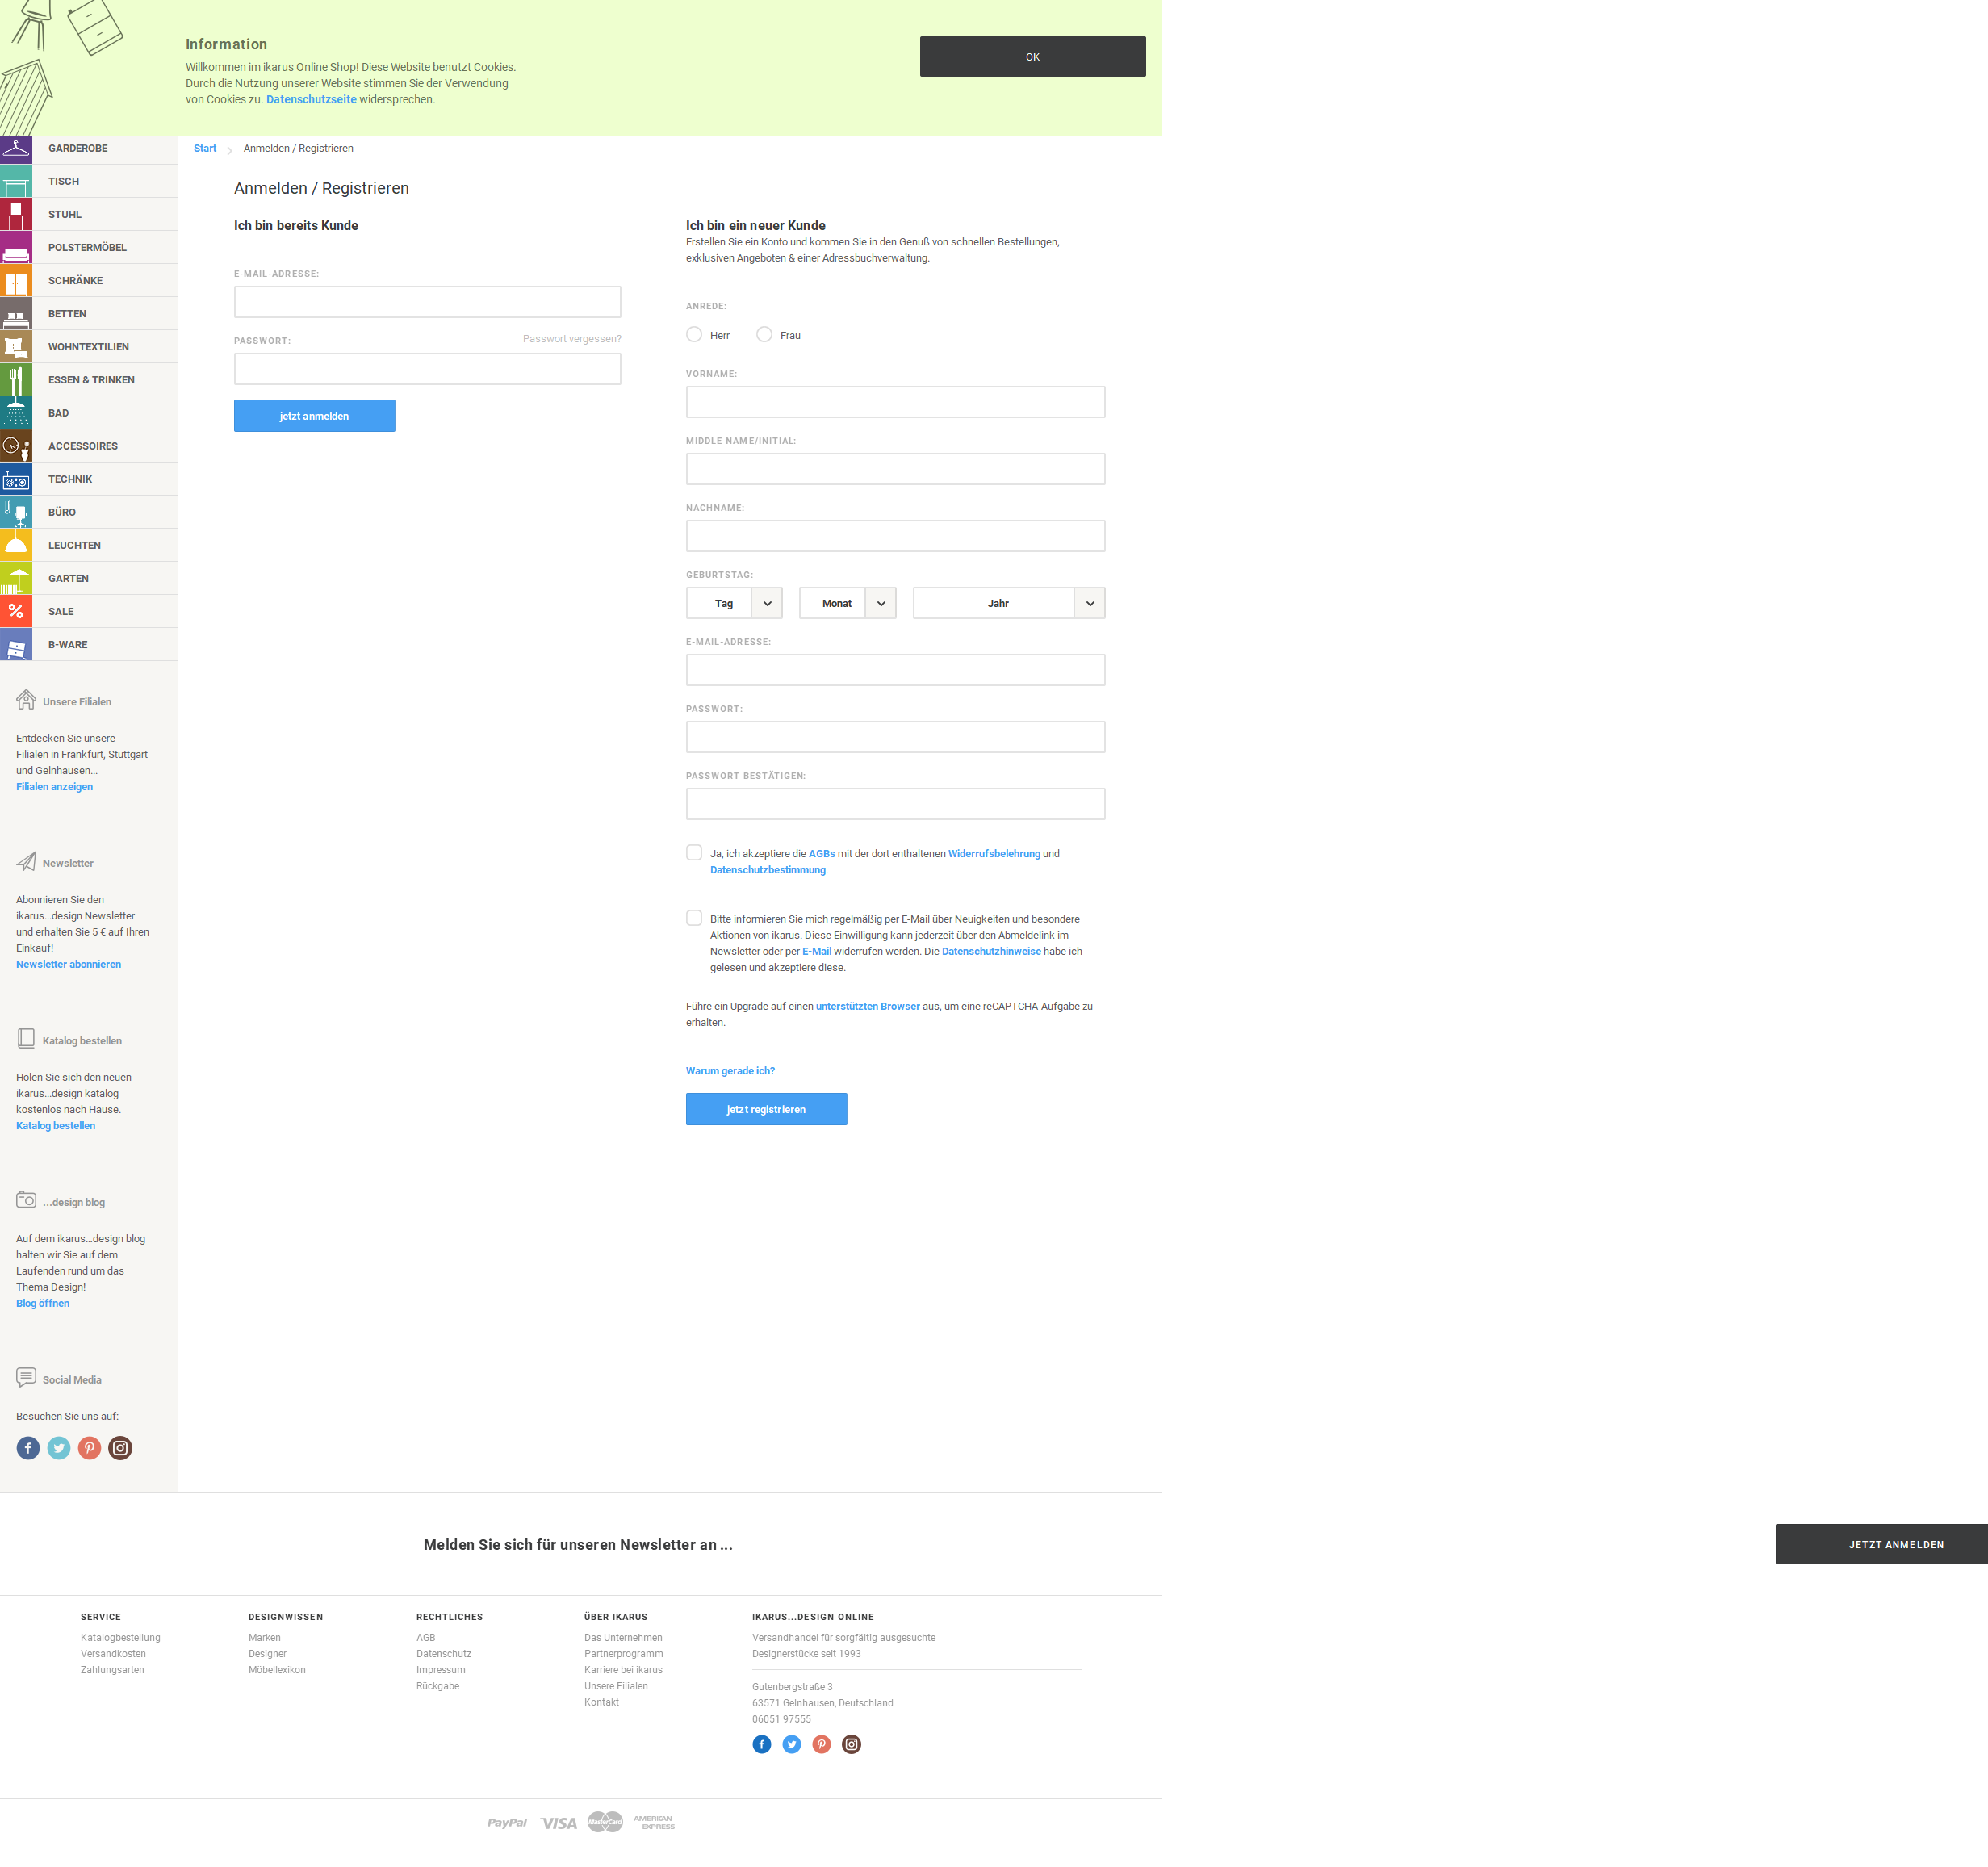 Information
Willkommen im ikarus Online Shop! Diese Website benutzt Cookies.
Durch die Nutzung unserer Website stimmen Sie der Verwendung
von Cookies zu. Datenschutzseite widersprechen.
OK
GARDEROBE
TISCH
STUHL
POLSTERMÖBEL
SCHRÄNKE
BETTEN
WOHNTEXTILIEN
ESSEN & TRINKEN
BAD
ACCESSOIRES
TECHNIK
BÜRO
LEUCHTEN
GARTEN
SALE
B-WARE
Unsere Filialen
Entdecken Sie unsere
Filialen in Frankfurt, Stuttgart
und Gelnhausen...
Filialen anzeigen
Newsletter
Abonnieren Sie den
ikarus...design Newsletter
und erhalten Sie 5 € auf Ihren
Einkauf!
Newsletter abonnieren
Katalog bestellen
Holen Sie sich den neuen
ikarus...design katalog
kostenlos nach Hause.
Katalog bestellen
...design blog
Auf dem ikarus...design blog
halten wir Sie auf dem
Laufenden rund um das
Thema Design!
Blog öffnen
Social Media
Besuchen Sie uns auf:
Start
Anmelden / Registrieren
Anmelden / Registrieren
Ich bin bereits Kunde
E-MAIL-ADRESSE:
PASSWORT:
Passwort vergessen?
jetzt anmelden
Ich bin ein neuer Kunde
Erstellen Sie ein Konto und kommen Sie in den Genuß von schnellen Bestellungen,
exklusiven Angeboten & einer Adressbuchverwaltung.
ANREDE:
Herr
Frau
VORNAME:
MIDDLE NAME/INITIAL:
NACHNAME:
GEBURTSTAG:
Tag
Monat
Jahr
E-MAIL-ADRESSE:
PASSWORT:
PASSWORT BESTÄTIGEN:
Ja, ich akzeptiere die AGBs mit der dort enthaltenen Widerrufsbelehrung und
Datenschutzbestimmung.
Bitte informieren Sie mich regelmäßig per E-Mail über Neuigkeiten und besondere
Aktionen von ikarus. Diese Einwilligung kann jederzeit über den Abmeldelink im
Newsletter oder per E-Mail widerrufen werden. Die Datenschutzhinweise habe ich
gelesen und akzeptiere diese.
Führe ein Upgrade auf einen unterstützten Browser aus, um eine reCAPTCHA-Aufgabe zu
erhalten.
Warum gerade ich?
jetzt registrieren
Melden Sie sich für unseren Newsletter an ...
JETZT ANMELDEN
SERVICE
Katalogbestellung
Versandkosten
Zahlungsarten
DESIGNWISSEN
Marken
Designer
Möbellexikon
RECHTLICHES
AGB
Datenschutz
Impressum
Rückgabe
ÜBER IKARUS
Das Unternehmen
Partnerprogramm
Karriere bei ikarus
Unsere Filialen
Kontakt
IKARUS...DESIGN ONLINE
Versandhandel für sorgfältig ausgesuchte
Designerstücke seit 1993
Gutenbergstraße 3
63571 Gelnhausen, Deutschland
06051 97555
PayPal
VISA
MasterCard
AMERICAN
EXPRESS